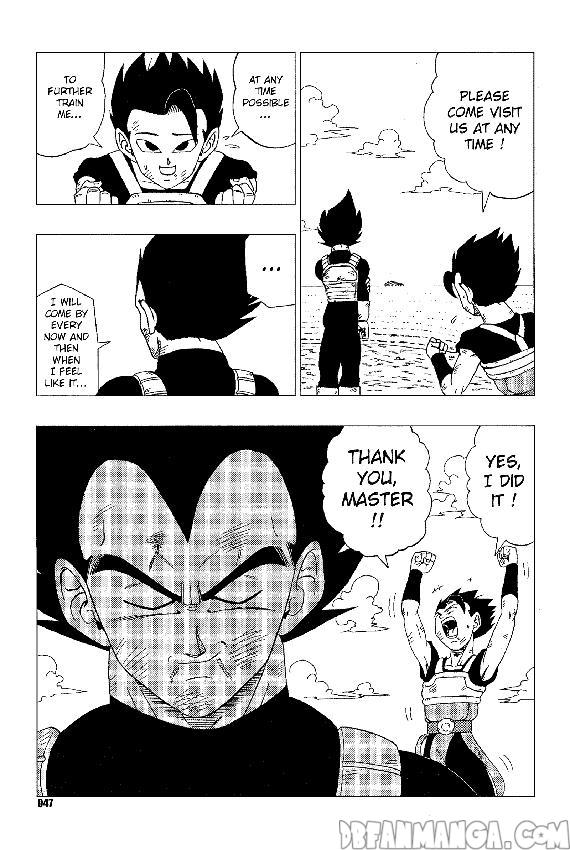 PLEASE
COME VISIT
US AT ANY
TIME !
AT ANY
TIME
POSSIBLE
...
TO
FURTHER
TRAIN
ME...
...
I WILL
COME BY
EVERY
NOW AND
THEN
WHEN
I FEEL
LIKE IT...
YES,
I DID
IT !
THANK
YOU,
MASTER
!!
047
DBFANMANGA.COM